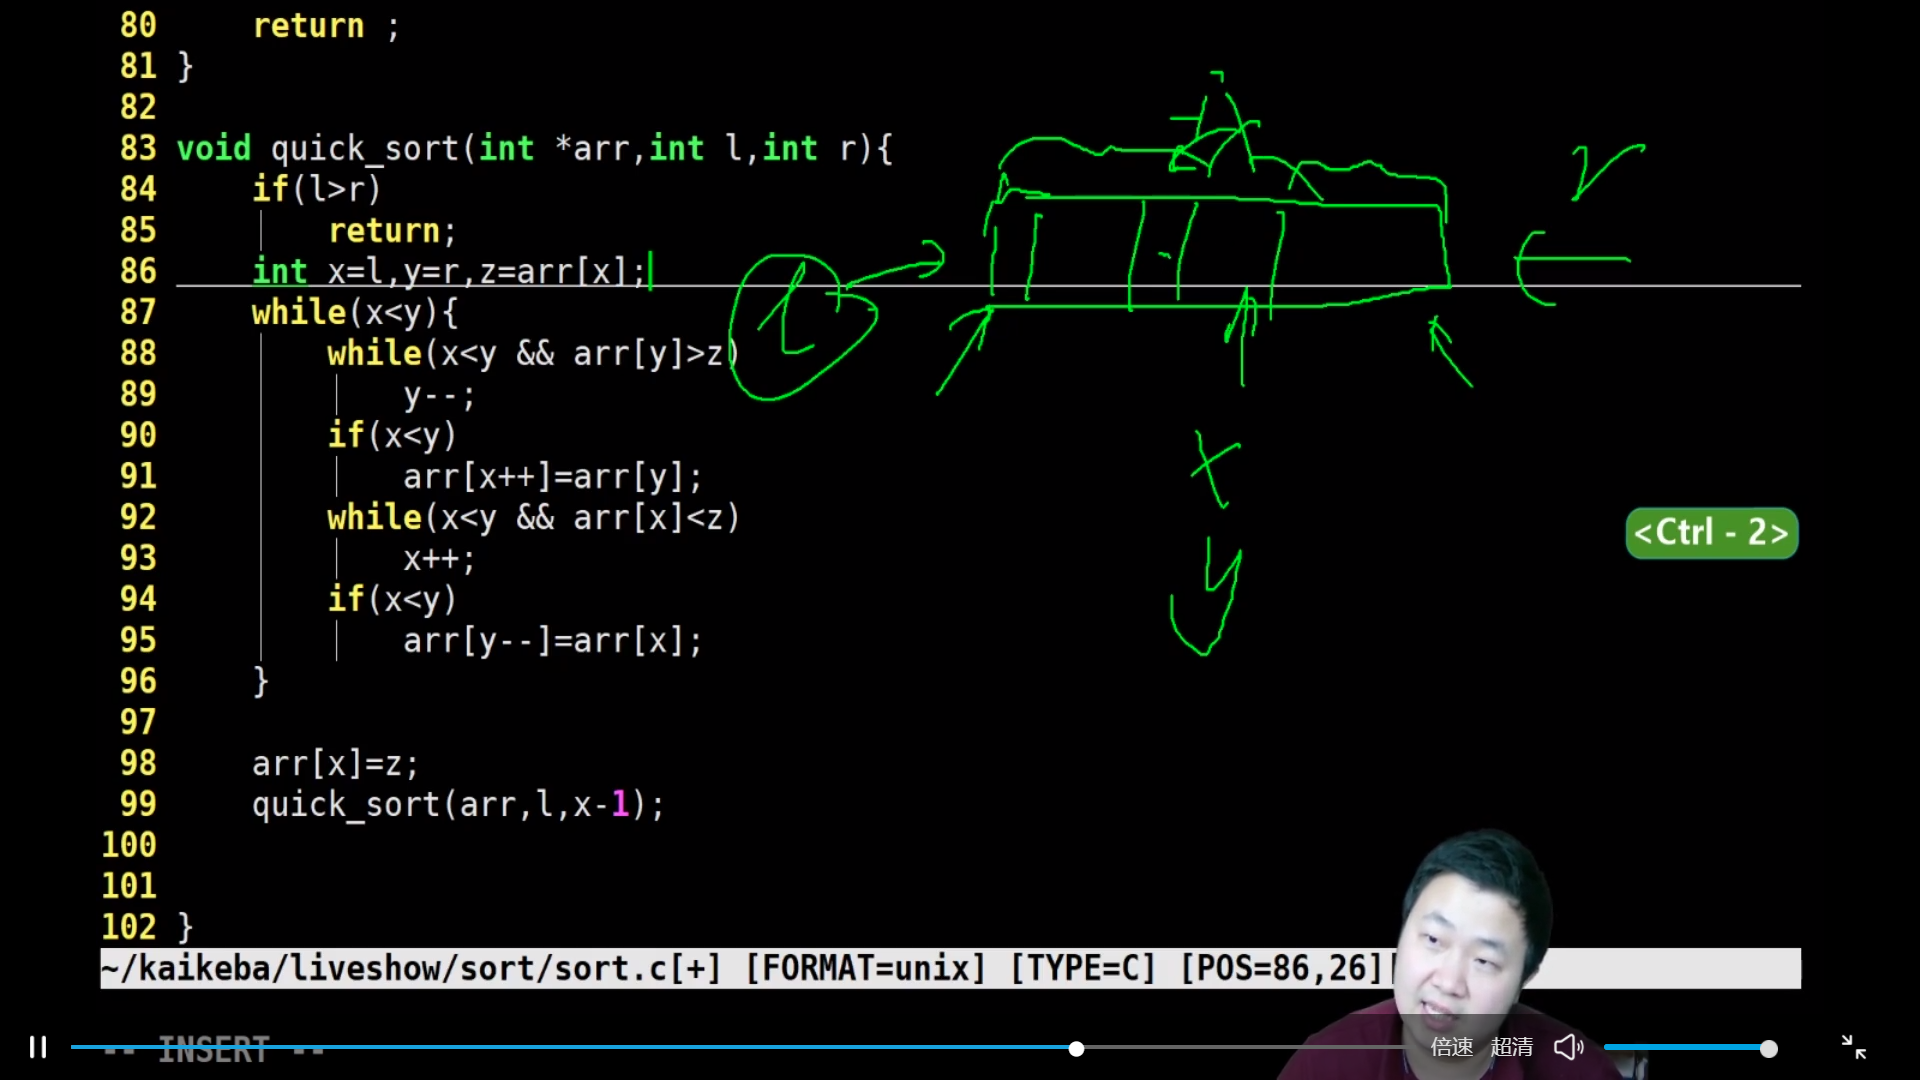 80 return ;
81 }
82
83 void quick_sort(int *arr,int l,int r){
84 if(l>r)
85 return;
86 int x=l,y=r,z=arr[x];
87 while(x<y){
88 while(x<y && arr[y]>z)
89 y--;
90 if(x<y)
91 arr[x++]=arr[y];
92 while(x<y && arr[x]<z)
93 x++;
94 if(x<y)
95 arr[y--]=arr[x];
96 }
97
98 arr[x]=z;
99 quick_sort(arr,l,x-1);
100
101
102 }
l
r
x
y
<Ctrl - 2>
~/kaikeba/liveshow/sort/sort.c[+] [FORMAT=unix] [TYPE=C] [POS=86,26]
-- INSERT --
倍速 超清